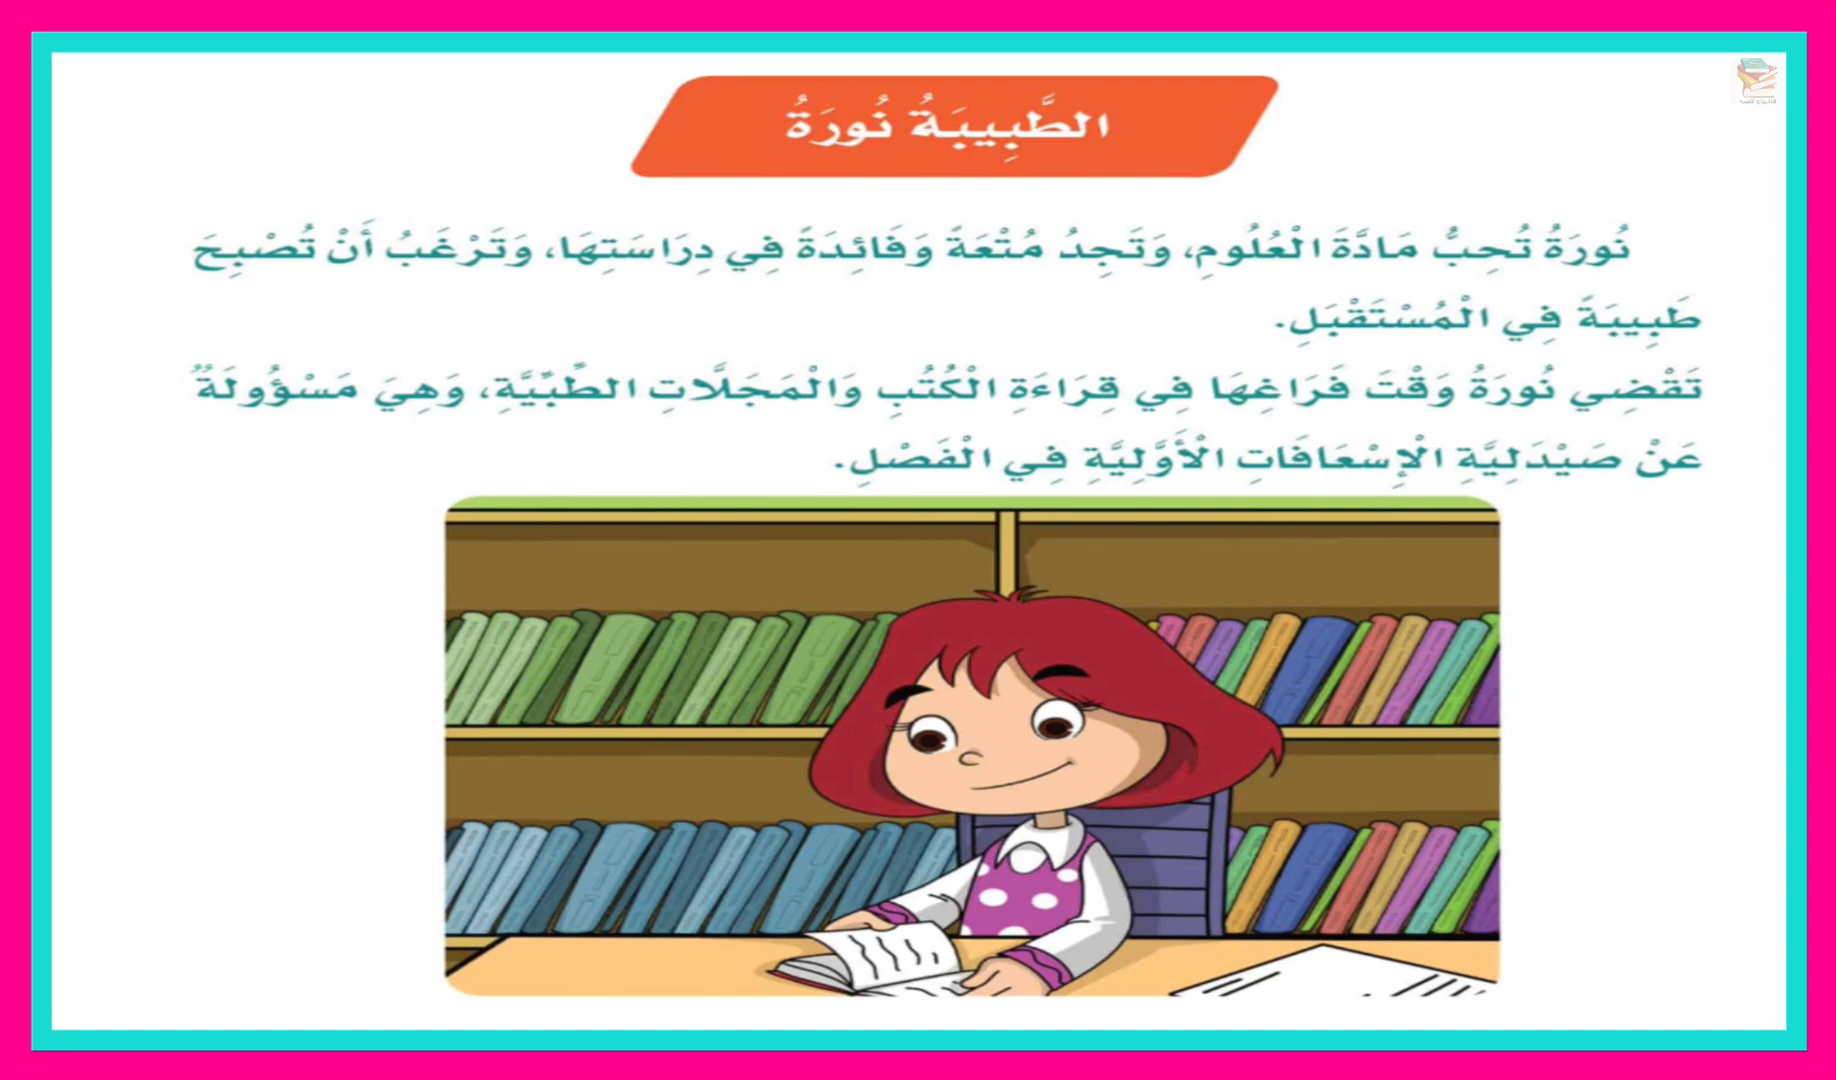 الطَّبِيبَةُ نُورَةُ
نُورَةُ تُحِبُّ مَادَّةَ الْعُلُومِ، وَتَجِدُ مُتْعَةً وَفَائِدَةً فِي دِرَاسَتِهَا، وَتَرْغَبُ أَنْ تُصْبِحَ
طَبِيبَةً فِي الْمُسْتَقْبَلِ.
تَقْضِي نُورَةُ وَقْتَ فَرَاغِهَا فِي قِرَاءَةِ الْكُتُبِ وَالْمَجَلَّاتِ الطِّبِّيَّةِ، وَهِيَ مَسْؤُولَةٌ
عَنْ صَيْدَلِيَّةِ الْإِسْعَافَاتِ الْأَوَّلِيَّةِ فِي الْفَصْلِ.